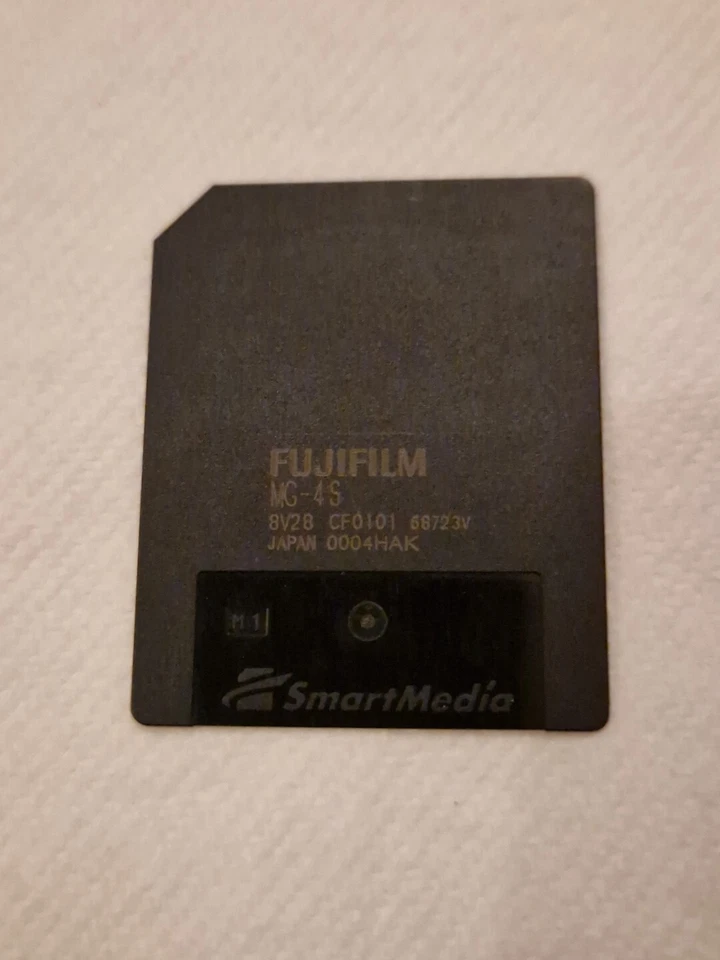 FUJIFILM
MG-4S
8V28 CF0101 68723V
JAPAN 0004HAK
M1
SmartMedia